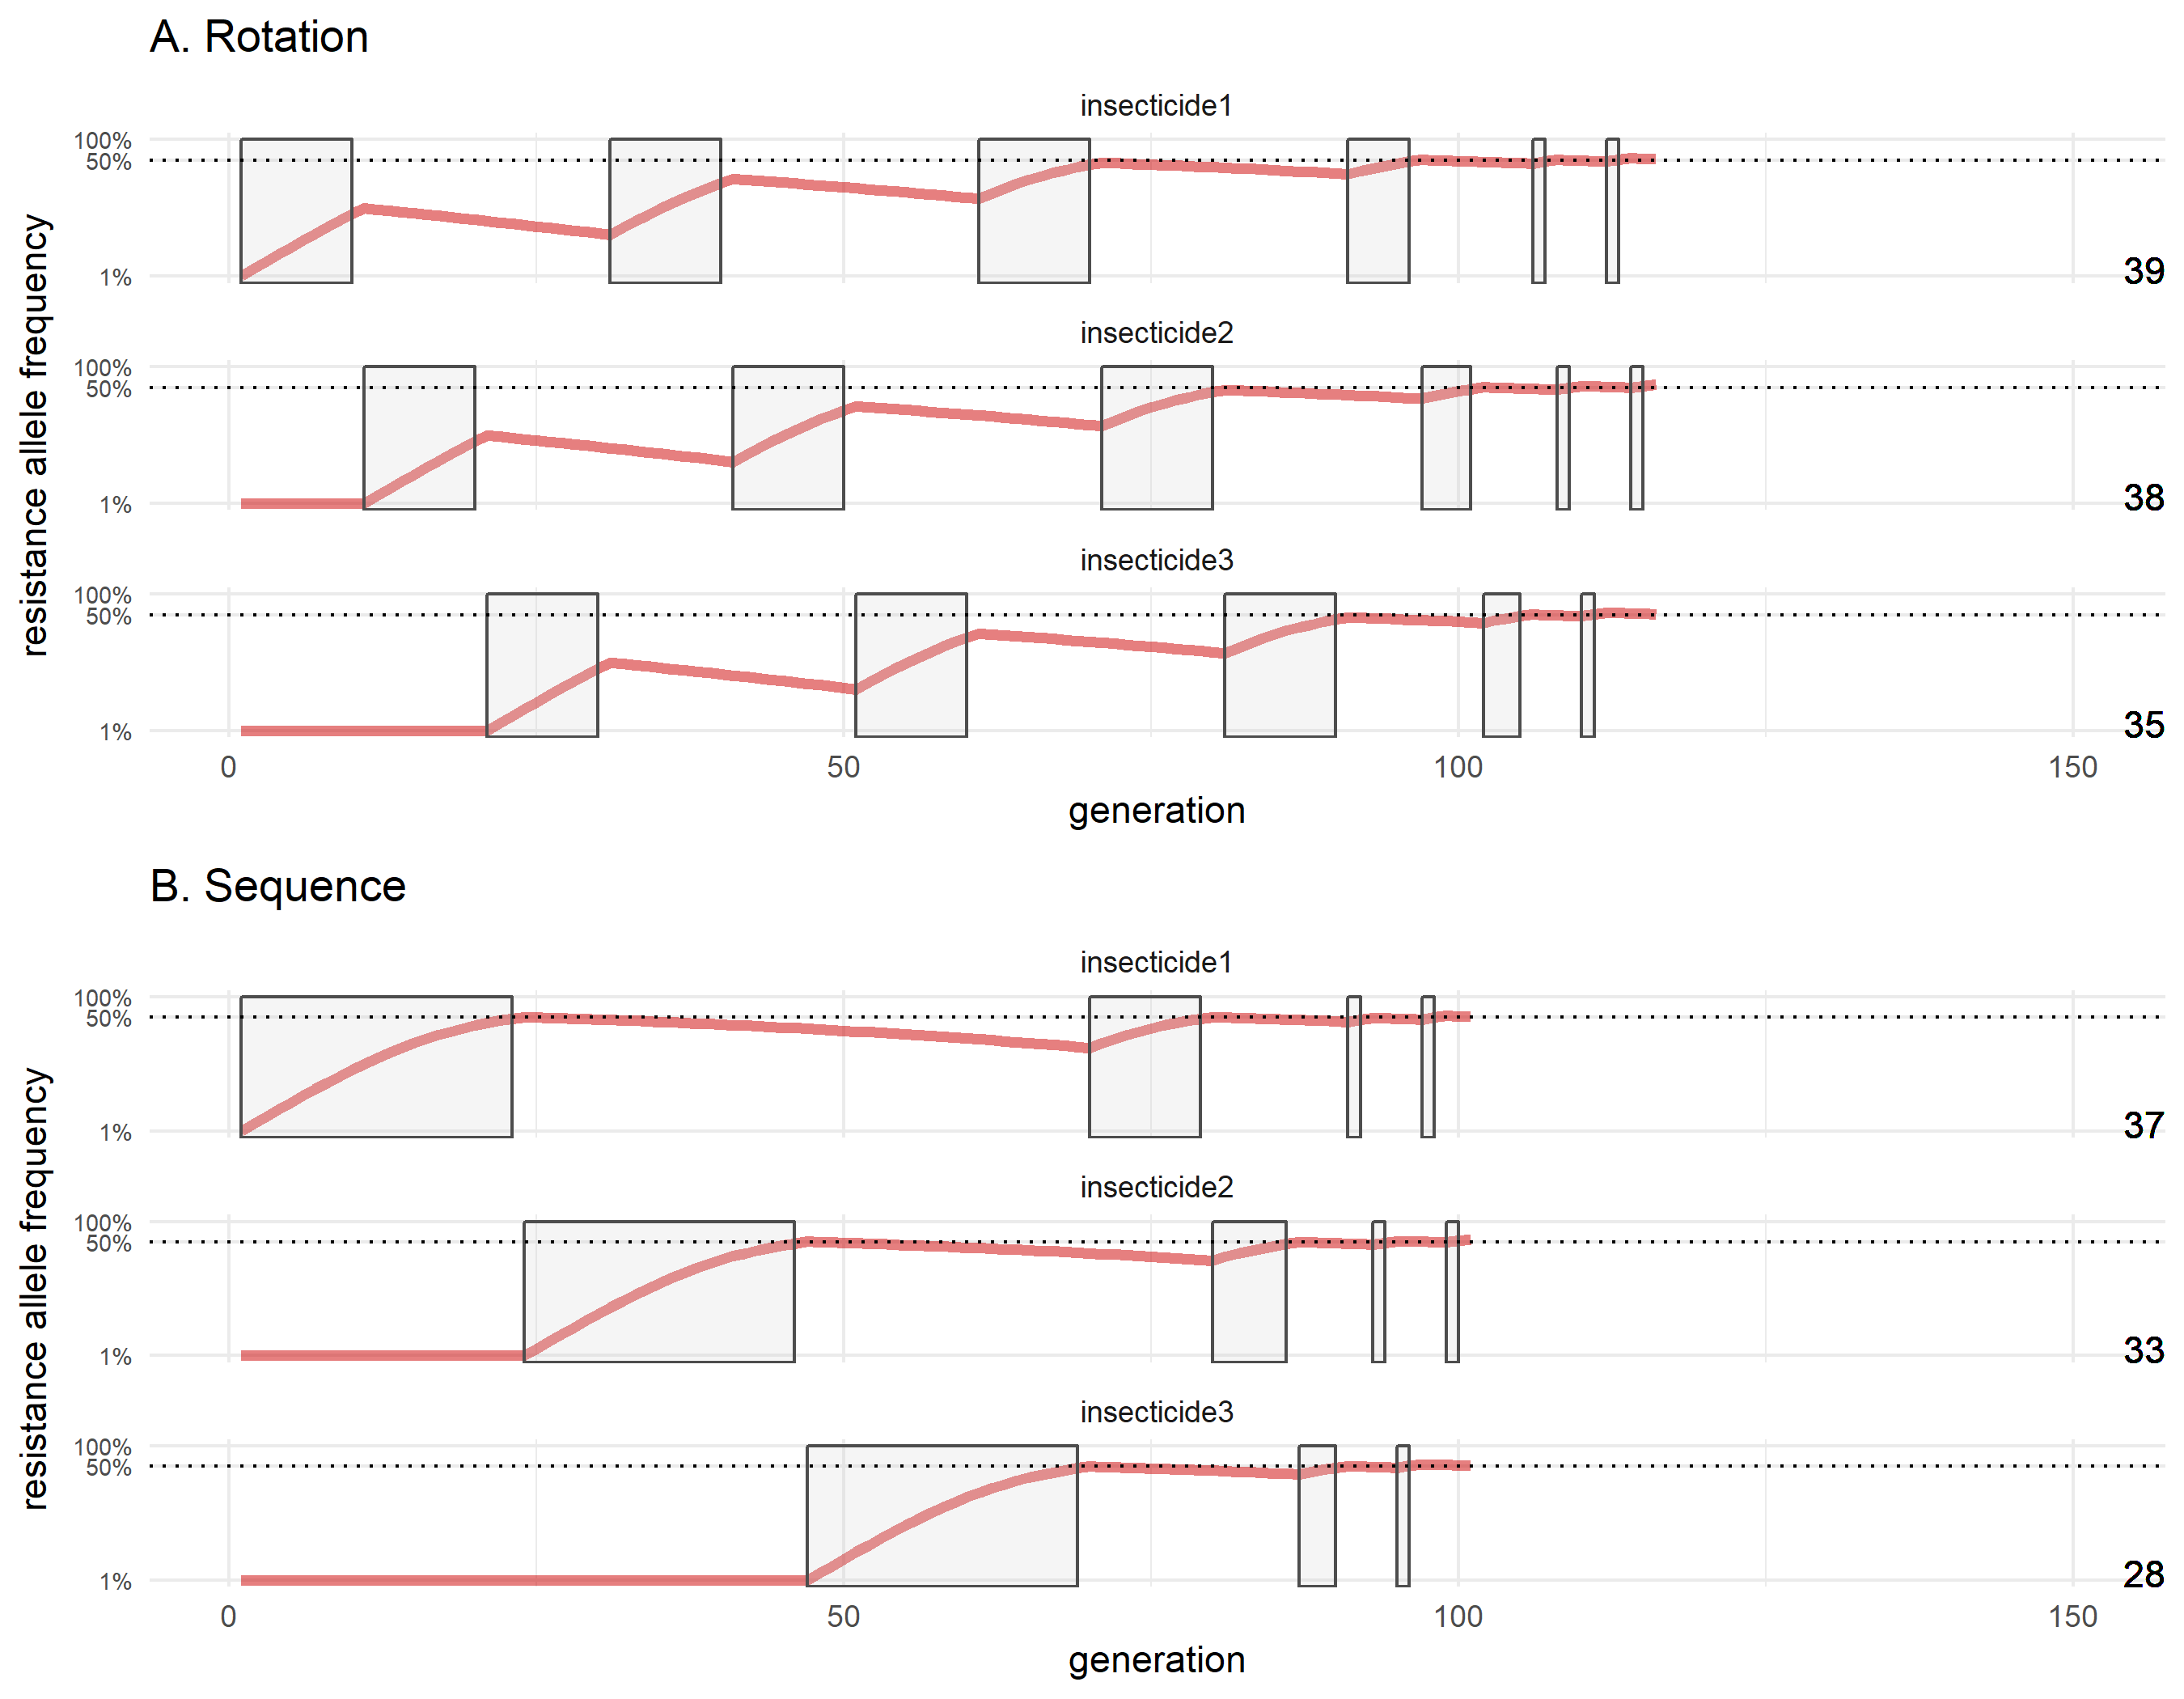 A. Rotation
resistance allele frequency
insecticide1
100%
50%
1%
39
insecticide2
100%
50%
1%
38
insecticide3
100%
50%
1%
35
0 50 100 150
generation
B. Sequence
resistance allele frequency
insecticide1
100%
50%
1%
37
insecticide2
100%
50%
1%
33
insecticide3
100%
50%
1%
28
0 50 100 150
generation